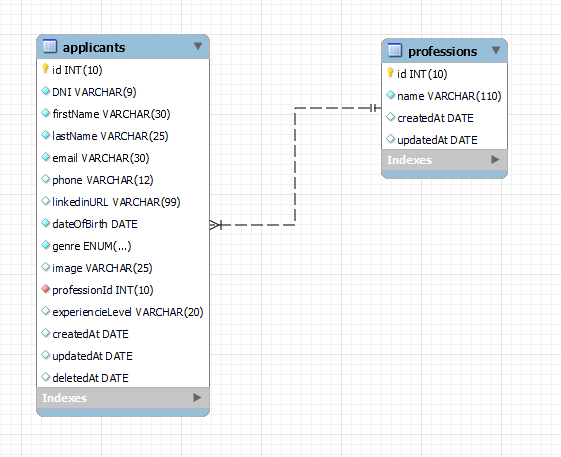 applicants
id INT(10)
DNI VARCHAR(9)
firstName VARCHAR(30)
lastName VARCHAR(25)
email VARCHAR(30)
phone VARCHAR(12)
linkedinURL VARCHAR(99)
dateOfBirth DATE
genre ENUM(...)
image VARCHAR(25)
professionId INT(10)
experiencieLevel VARCHAR(20)
createdAt DATE
updatedAt DATE
deletedAt DATE
Indexes
professions
id INT(10)
name VARCHAR(110)
createdAt DATE
updatedAt DATE
Indexes